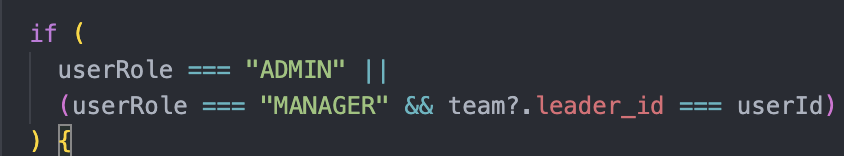 if (
userRole === "ADMIN" ||
(userRole === "MANAGER" && team?.leader_id === userId)
) {